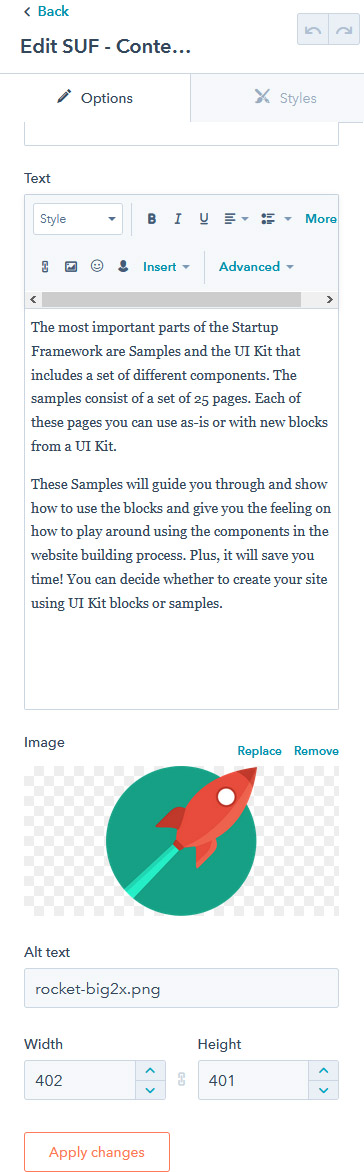 Back
Edit SUF - Conte...
Options
Styles
Text
Style
B I U
More
Insert
Advanced
The most important parts of the Startup
Framework are Samples and the UI Kit that
includes a set of different components. The
samples consist of a set of 25 pages. Each of
these pages you can use as-is or with new blocks
from a UI Kit.
These Samples will guide you through and show
how to use the blocks and give you the feeling on
how to play around using the components in the
website building process. Plus, it will save you
time! You can decide whether to create your site
using UI Kit blocks or samples.
Image
Replace Remove
Alt text
rocket-big2x.png
Width Height
402 401
Apply changes